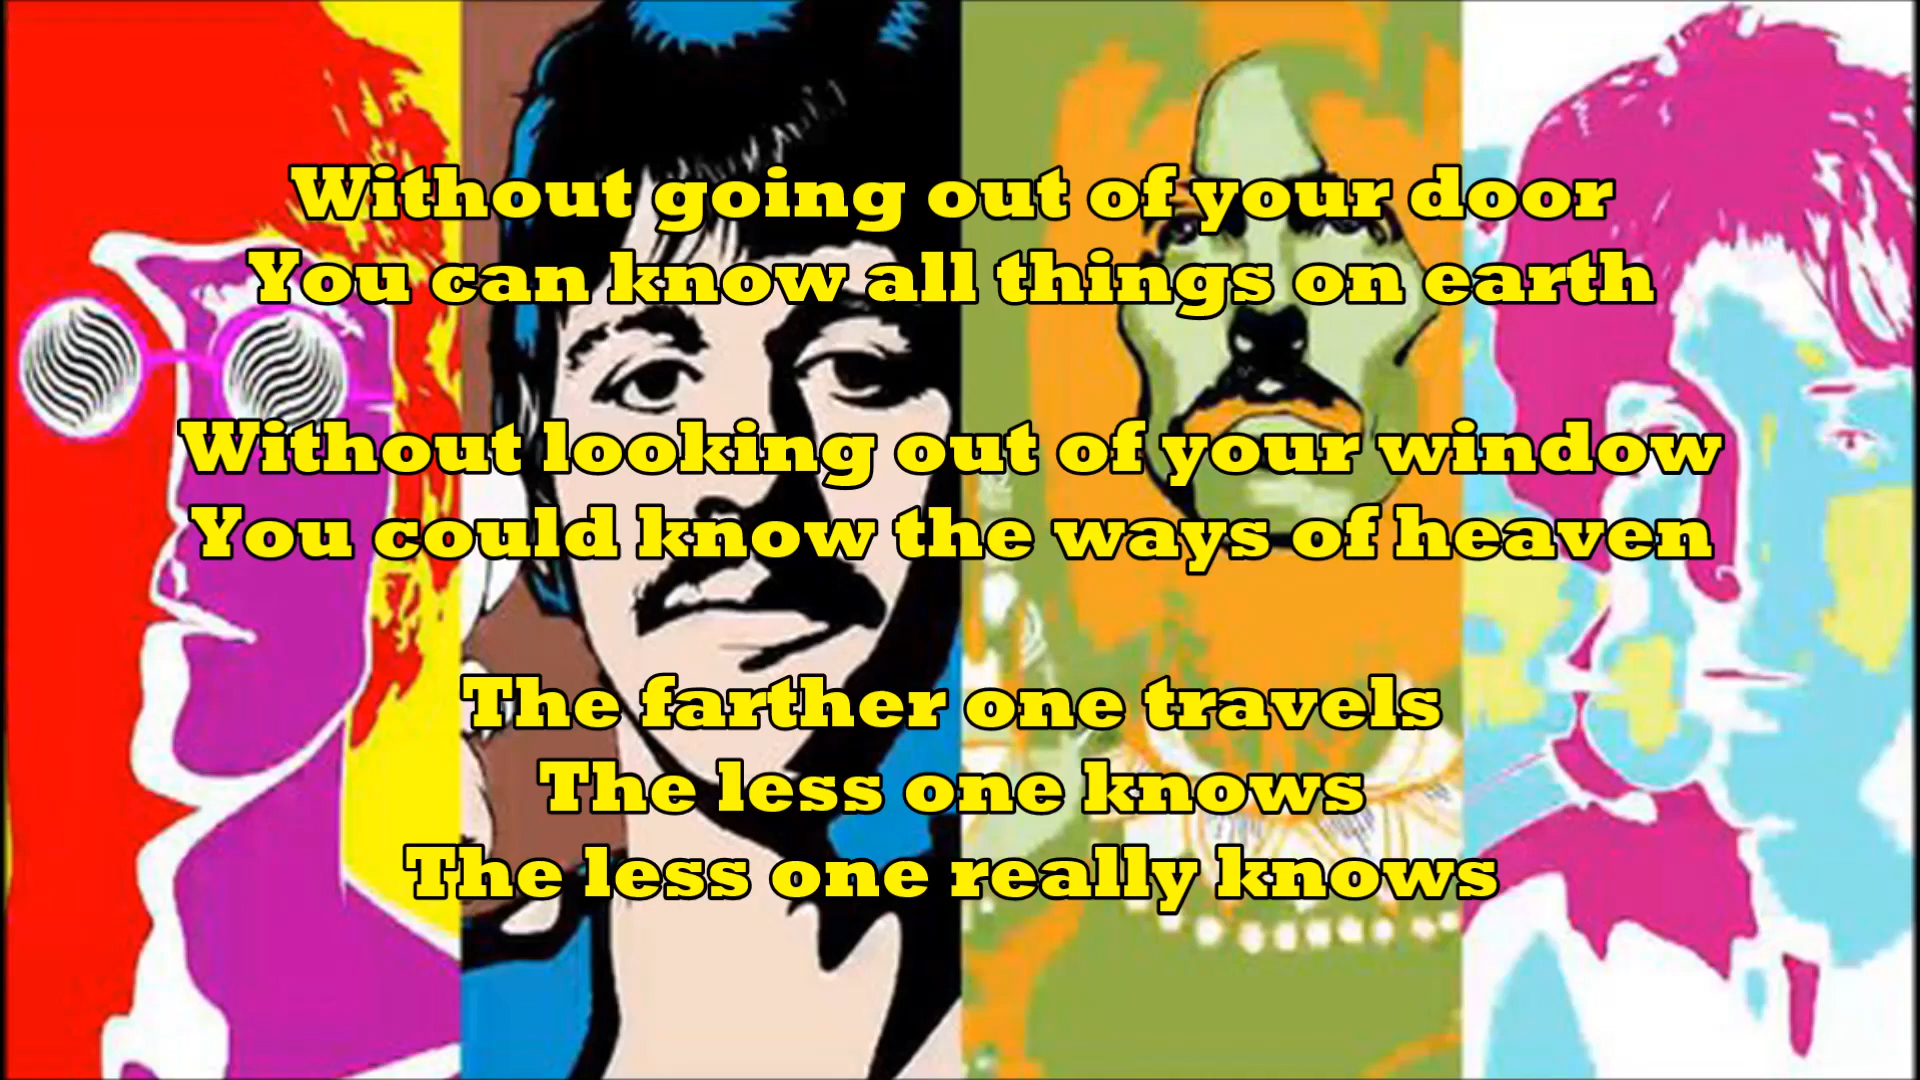 Without going out of your door
You can know all things on earth
Without looking out of your window
You could know the ways of heaven
The farther one travels
The less one knows
The less one really knows